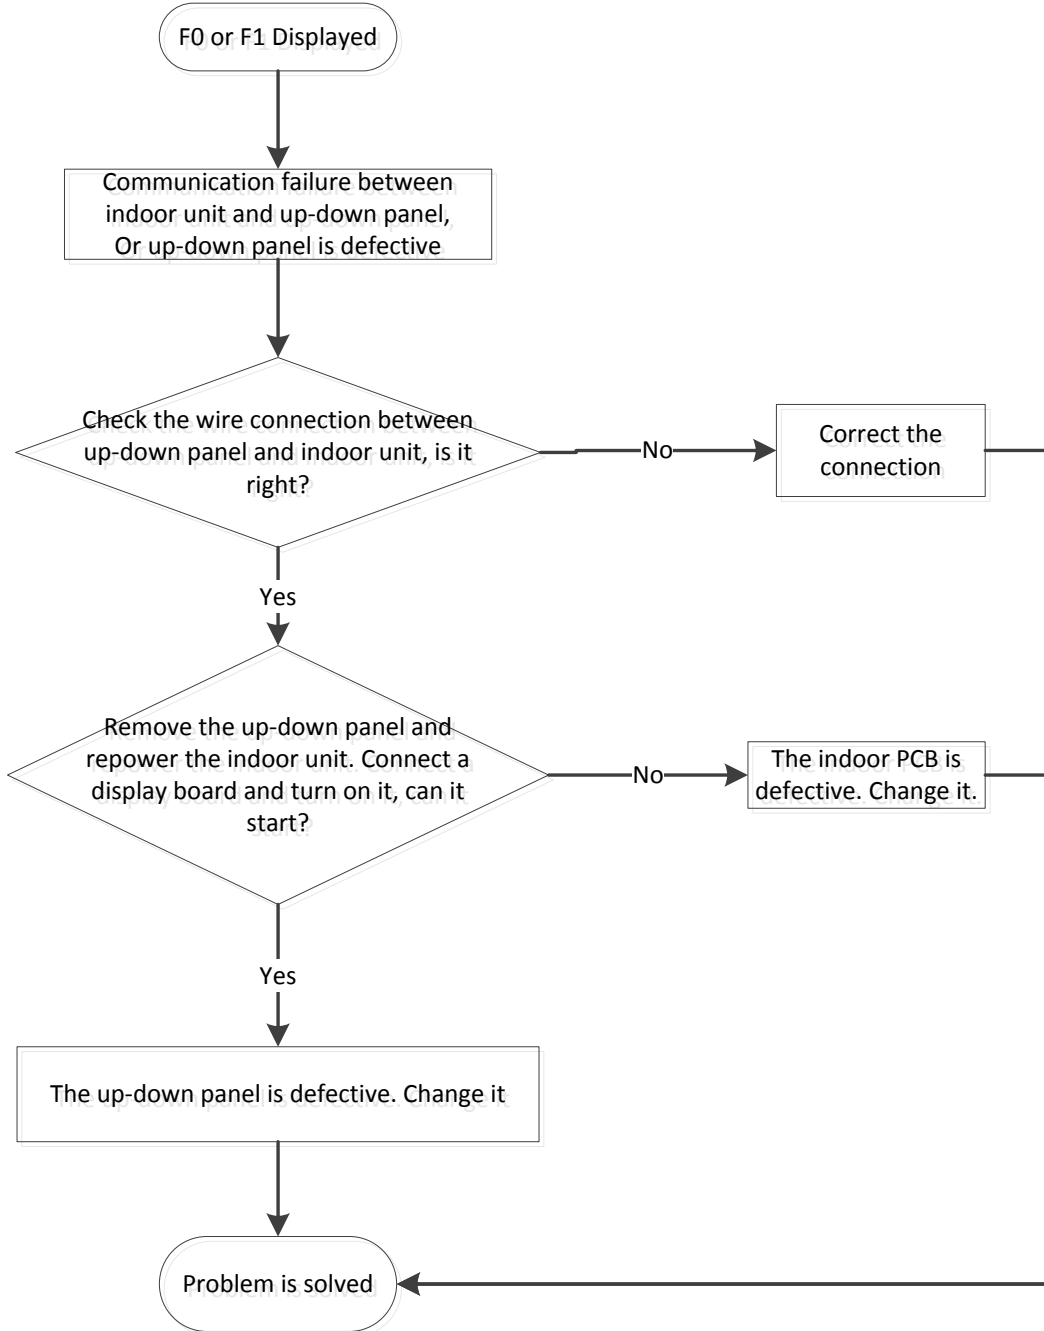 F0 or F1 Displayed
Communication failure between
indoor unit and up-down panel,
Or up-down panel is defective
Check the wire connection between
up-down panel and indoor unit, is it
right?
No
Correct the
connection
Yes
Remove the up-down panel and
repower the indoor unit. Connect a
display board and turn on it, can it
start?
No
The indoor PCB is
defective. Change it.
Yes
The up-down panel is defective. Change it
Problem is solved